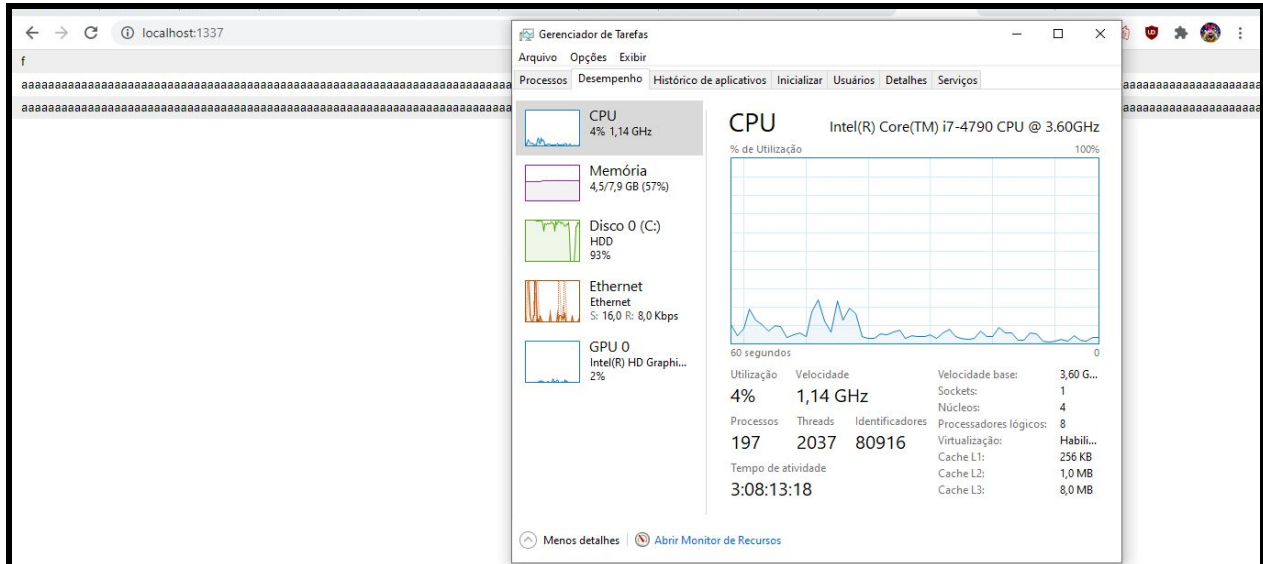 localhost:1337
f
aaaaaaaaaaaaaaaaaaaaaaaaaaaaaaaaaaaaaaaaaaaaaaaaaaaaaaaaaaaaaaaaaaaaaaaaaa aaaaaaaaaaaaaaaaaaaaa
aaaaaaaaaaaaaaaaaaaaaaaaaaaaaaaaaaaaaaaaaaaaaaaaaaaaaaaaaaaaaaaaaaaaaaaaaa aaaaaaaaaaaaaaaaaaaaa
Gerenciador de Tarefas
Arquivo Opções Exibir
Processos Desempenho Histórico de aplicativos Inicializar Usuários Detalhes Serviços
CPU
4% 1,14 GHz
Memória
4,5/7,9 GB (57%)
Disco 0 (C:)
HDD
93%
Ethernet
Ethernet
S: 16,0 R: 8,0 Kbps
GPU 0
Intel(R) HD Graphi...
2%
CPU Intel(R) Core(TM) i7-4790 CPU @ 3.60GHz
% de Utilização 100%
60 segundos 0
Utilização Velocidade
4% 1,14 GHz
Processos Threads Identificadores
197 2037 80916
Tempo de atividade
3:08:13:18
Velocidade base: 3,60 G...
Sockets: 1
Núcleos: 4
Processadores lógicos: 8
Virtualização: Habili...
Cache L1: 256 KB
Cache L2: 1,0 MB
Cache L3: 8,0 MB
Menos detalhes Abrir Monitor de Recursos